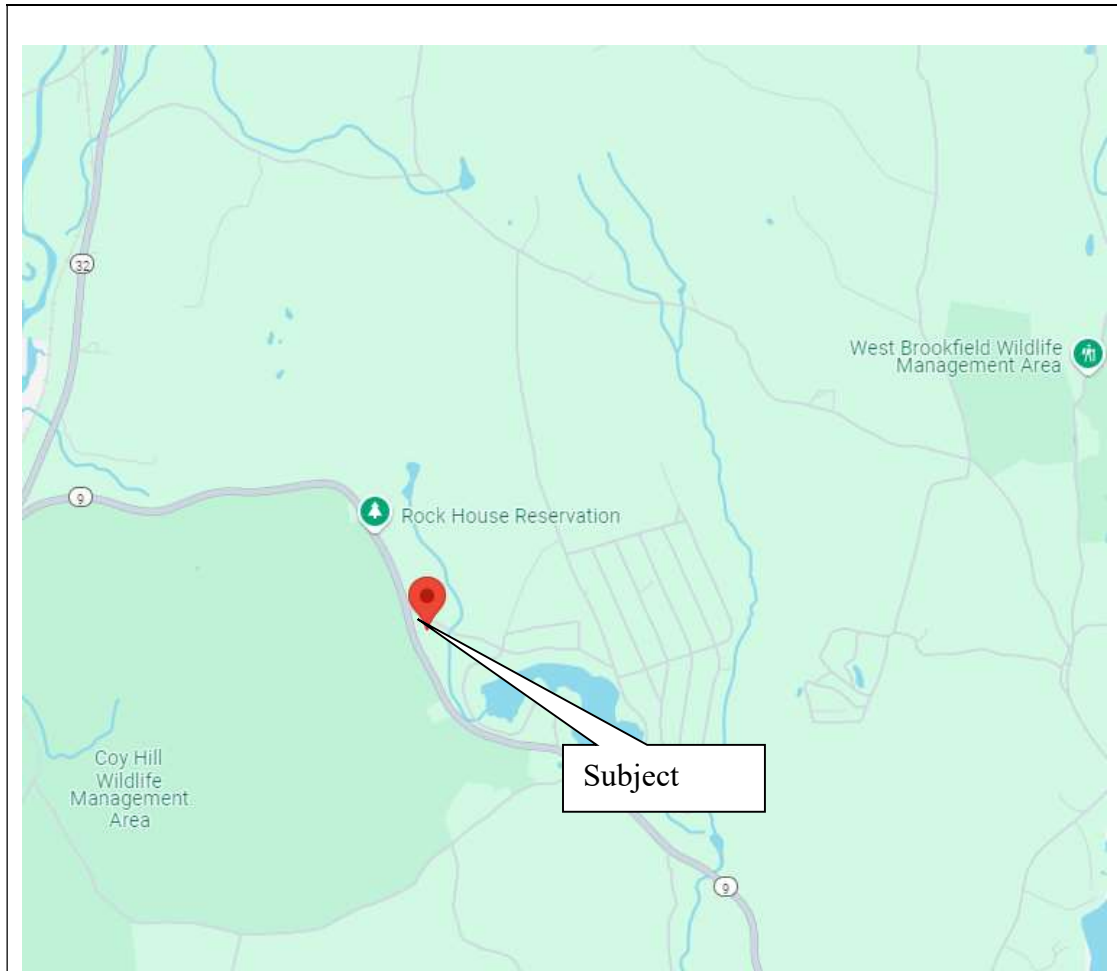 32
West Brookfield Wildlife
Management Area
9
Rock House Reservation
Coy Hill
Wildlife
Management
Area
Subject
9